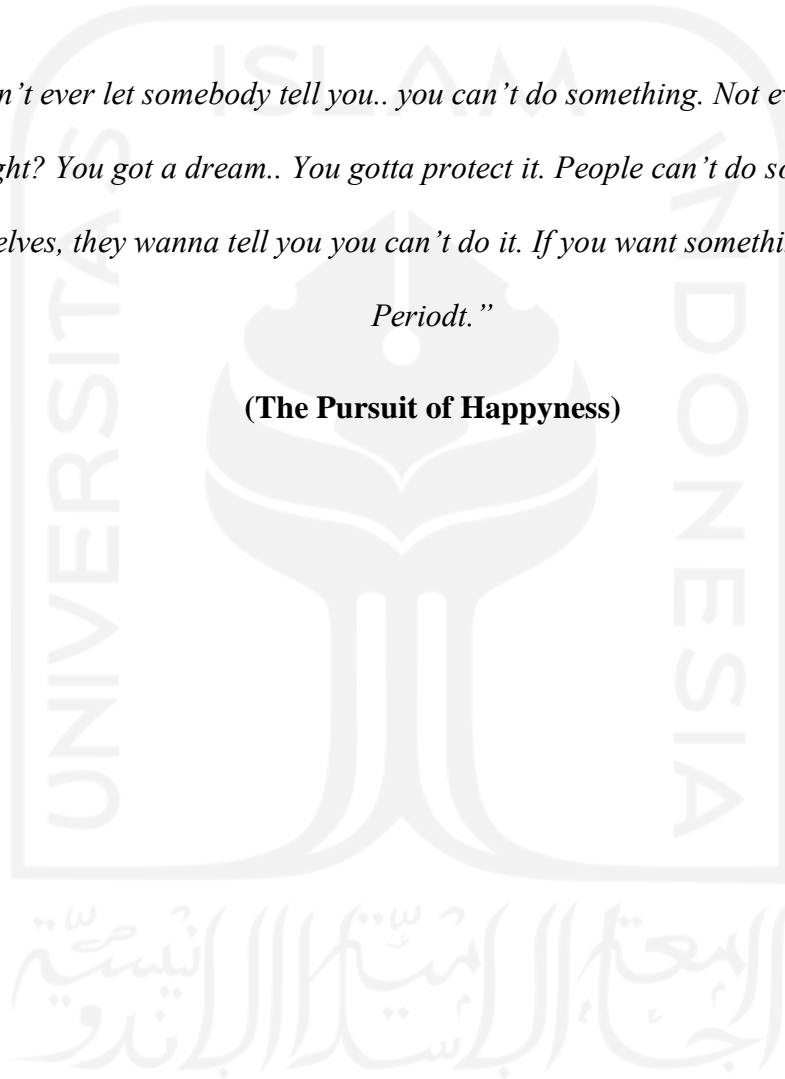 n’t ever let somebody tell you.. you can’t do something. Not ev
ght? You got a dream.. You gotta protect it. People can’t do so
elves, they wanna tell you you can’t do it. If you want somethi
Periodt.”
(The Pursuit of Happyness)
ISLAM
UNIVERSITAS
INDONESIA